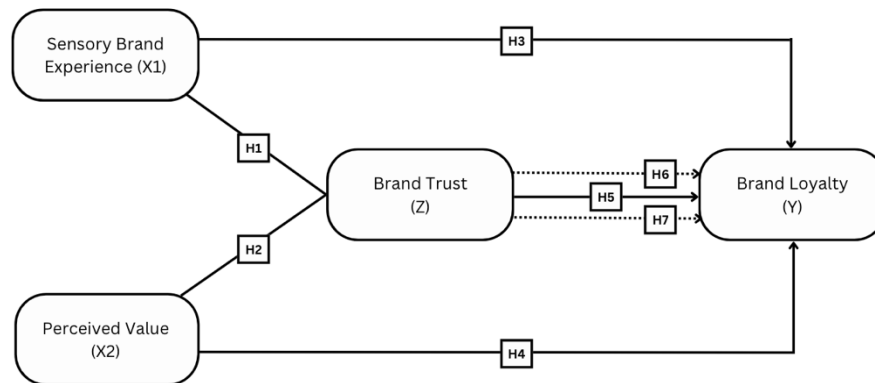 Sensory Brand
Experience (X1)
H3
H1
Brand Trust
(Z)
H6
H5
H7
Brand Loyalty
(Y)
H2
Perceived Value
(X2)
H4